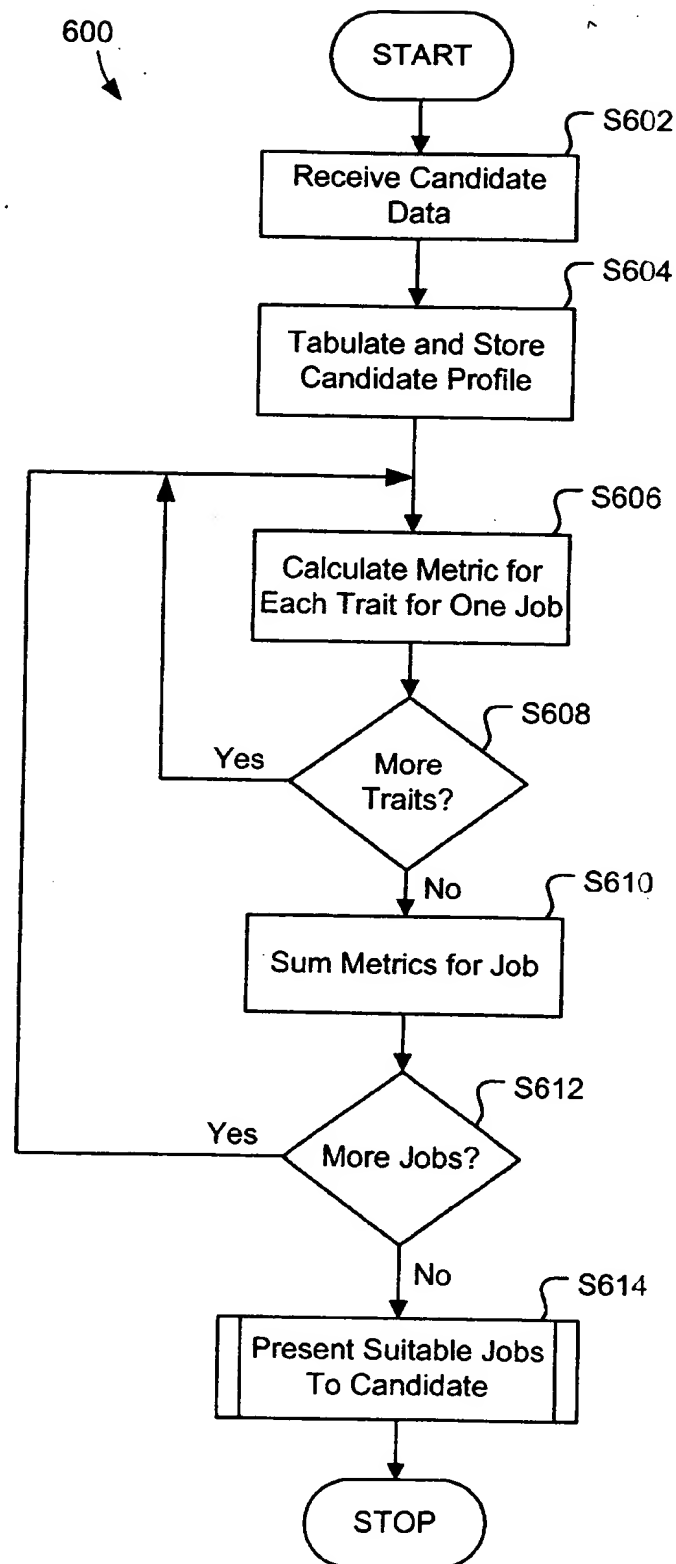 600
START
S602
Receive Candidate
Data
S604
Tabulate and Store
Candidate Profile
S606
Calculate Metric for
Each Trait for One Job
S608
Yes
More
Traits?
No
S610
Sum Metrics for Job
S612
Yes
More Jobs?
No
S614
Present Suitable Jobs
To Candidate
STOP